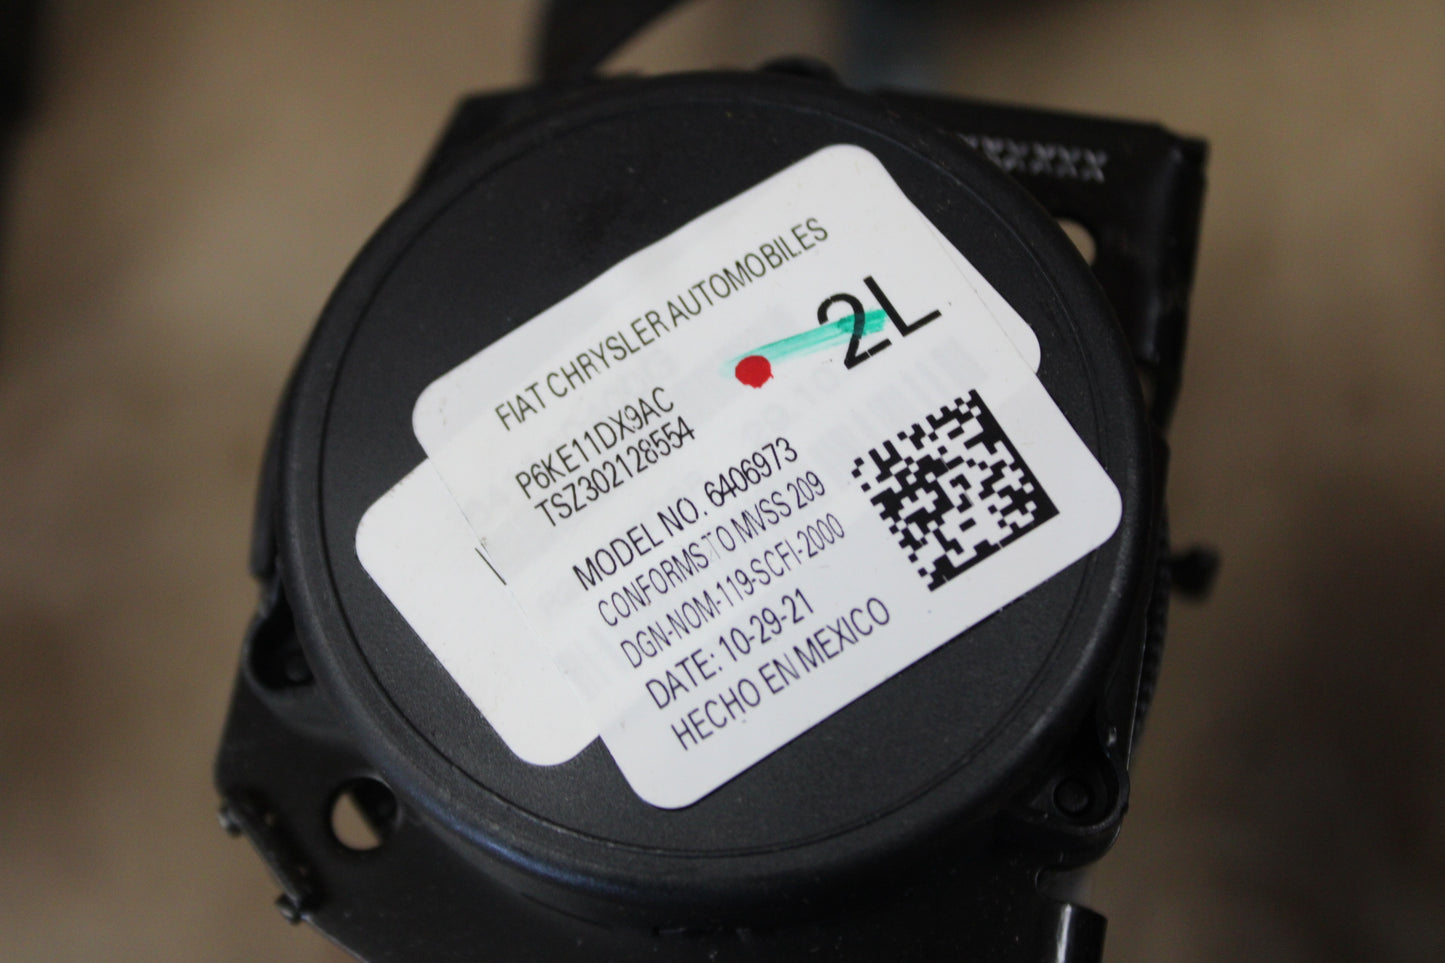 FIAT CHRYSLER AUTOMOBILES
2L
P6KE11DX9AC
TSZ302128554
MODEL NO. 6406973
CONFORMS TO MVSS 209
DGN-NOM-119-SCFI-2000
DATE: 10-29-21
HECHO EN MEXICO